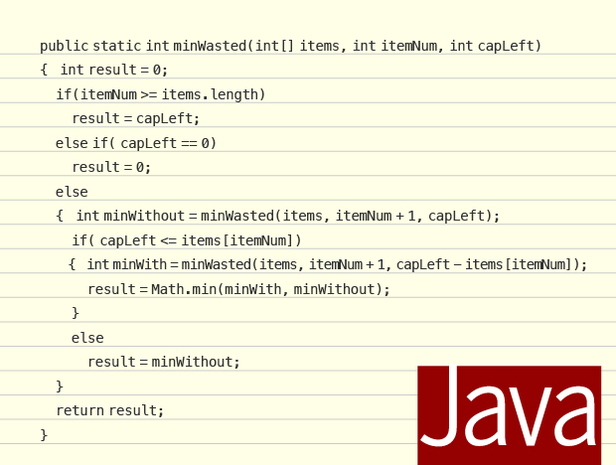 public static int minWasted(int[] items, int itemNum, int capLeft)
{ int result = 0;
if(itemNum >= items.length)
result = capLeft;
else if( capLeft == 0)
result = 0;
else
{ int minWithout = minWasted(items, itemNum + 1, capLeft);
if( capLeft <= items[itemNum])
{ int minWith = minWasted(items, itemNum + 1, capLeft − items[itemNum]);
result = Math.min(minWith, minWithout);
}
else
result = minWithout;
}
return result;
}
Java